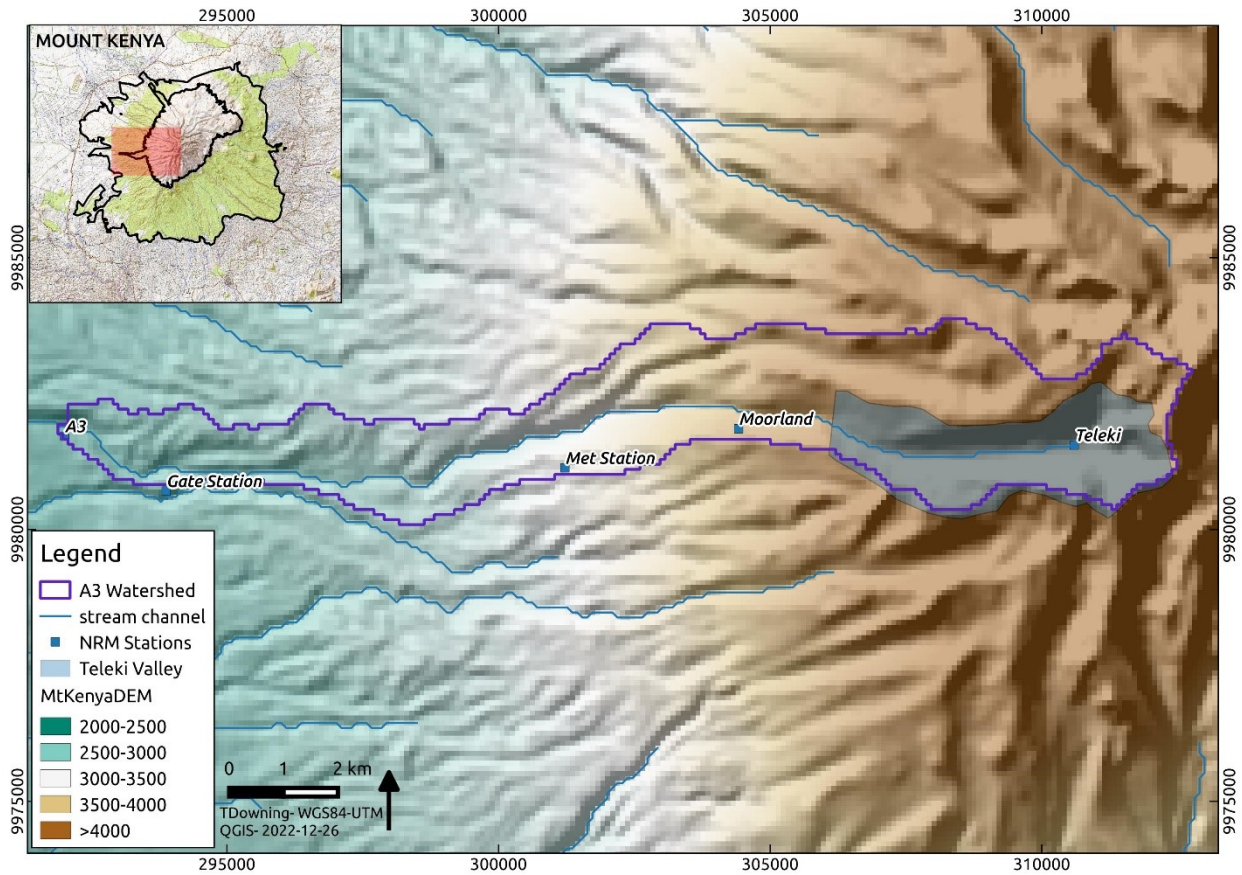 295000
300000
305000
310000
MOUNT KENYA
9985000
9985000
A3
Moorland
Teleki
Met Station
Gate Station
9980000
9980000
Legend
A3 Watershed
stream channel
NRM Stations
Teleki Valley
MtKenyaDEM
2000-2500
2500-3000
3000-3500
3500-4000
>4000
0 1 2 km
TDowning- WGS84-UTM
QGIS- 2022-12-26
9975000
9975000
295000
300000
305000
310000